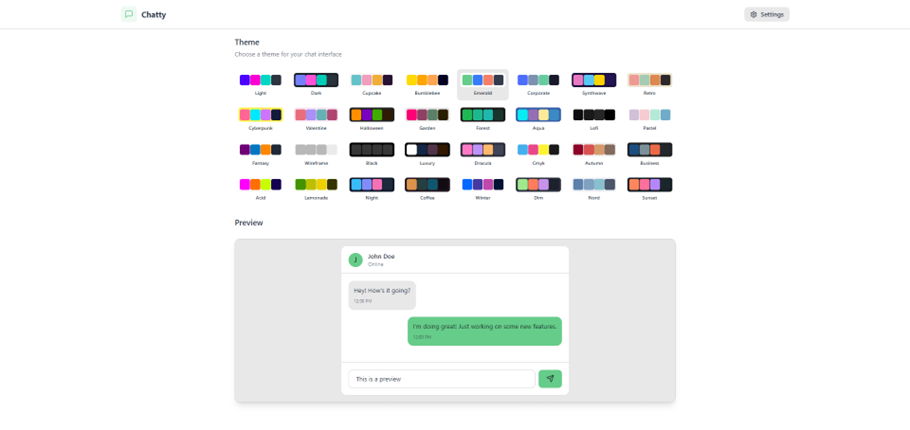 Chatty
Settings
Theme
Choose a theme for your chat interface
Light Dark Cupcake Bumblebee Emerald Corporate Synthwave Retro
Cyberpunk Valentine Halloween Garden Forest Aqua Lofi Pastel
Fantasy Wireframe Black Luxury Dracula Cmyk Autumn Business
Acid Lemonade Night Coffee Winter Dim Nord Sunset
Preview
J
John Doe
Online
Hey! How's it going?
12:00 PM
I'm doing great! Just working on some new features.
12:00 PM
This is a preview